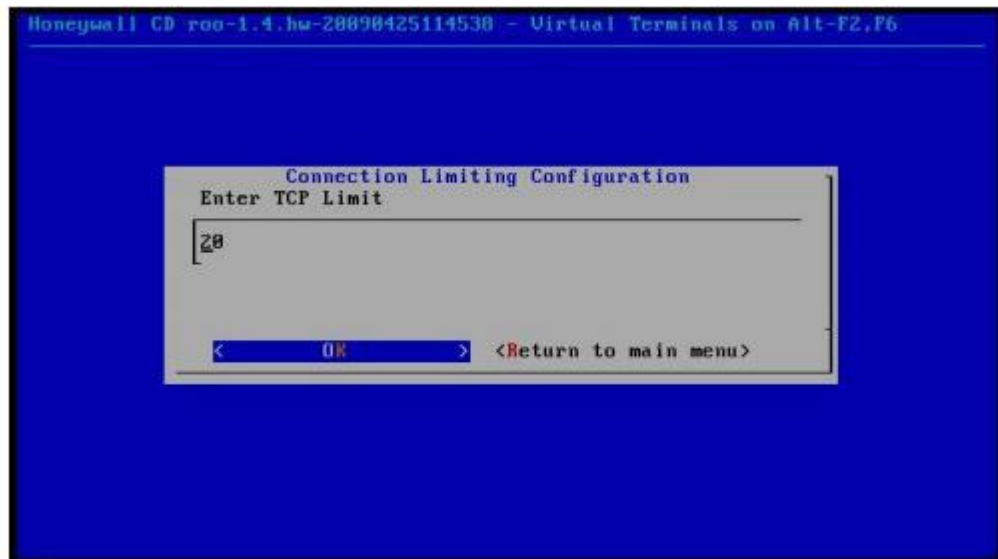 Honeywall CD roo-1.4.hw-20090425114538 - Virtual Terminals on Alt-F2,F6
Connection Limiting Configuration
Enter TCP Limit
20
< OK > <Return to main menu>